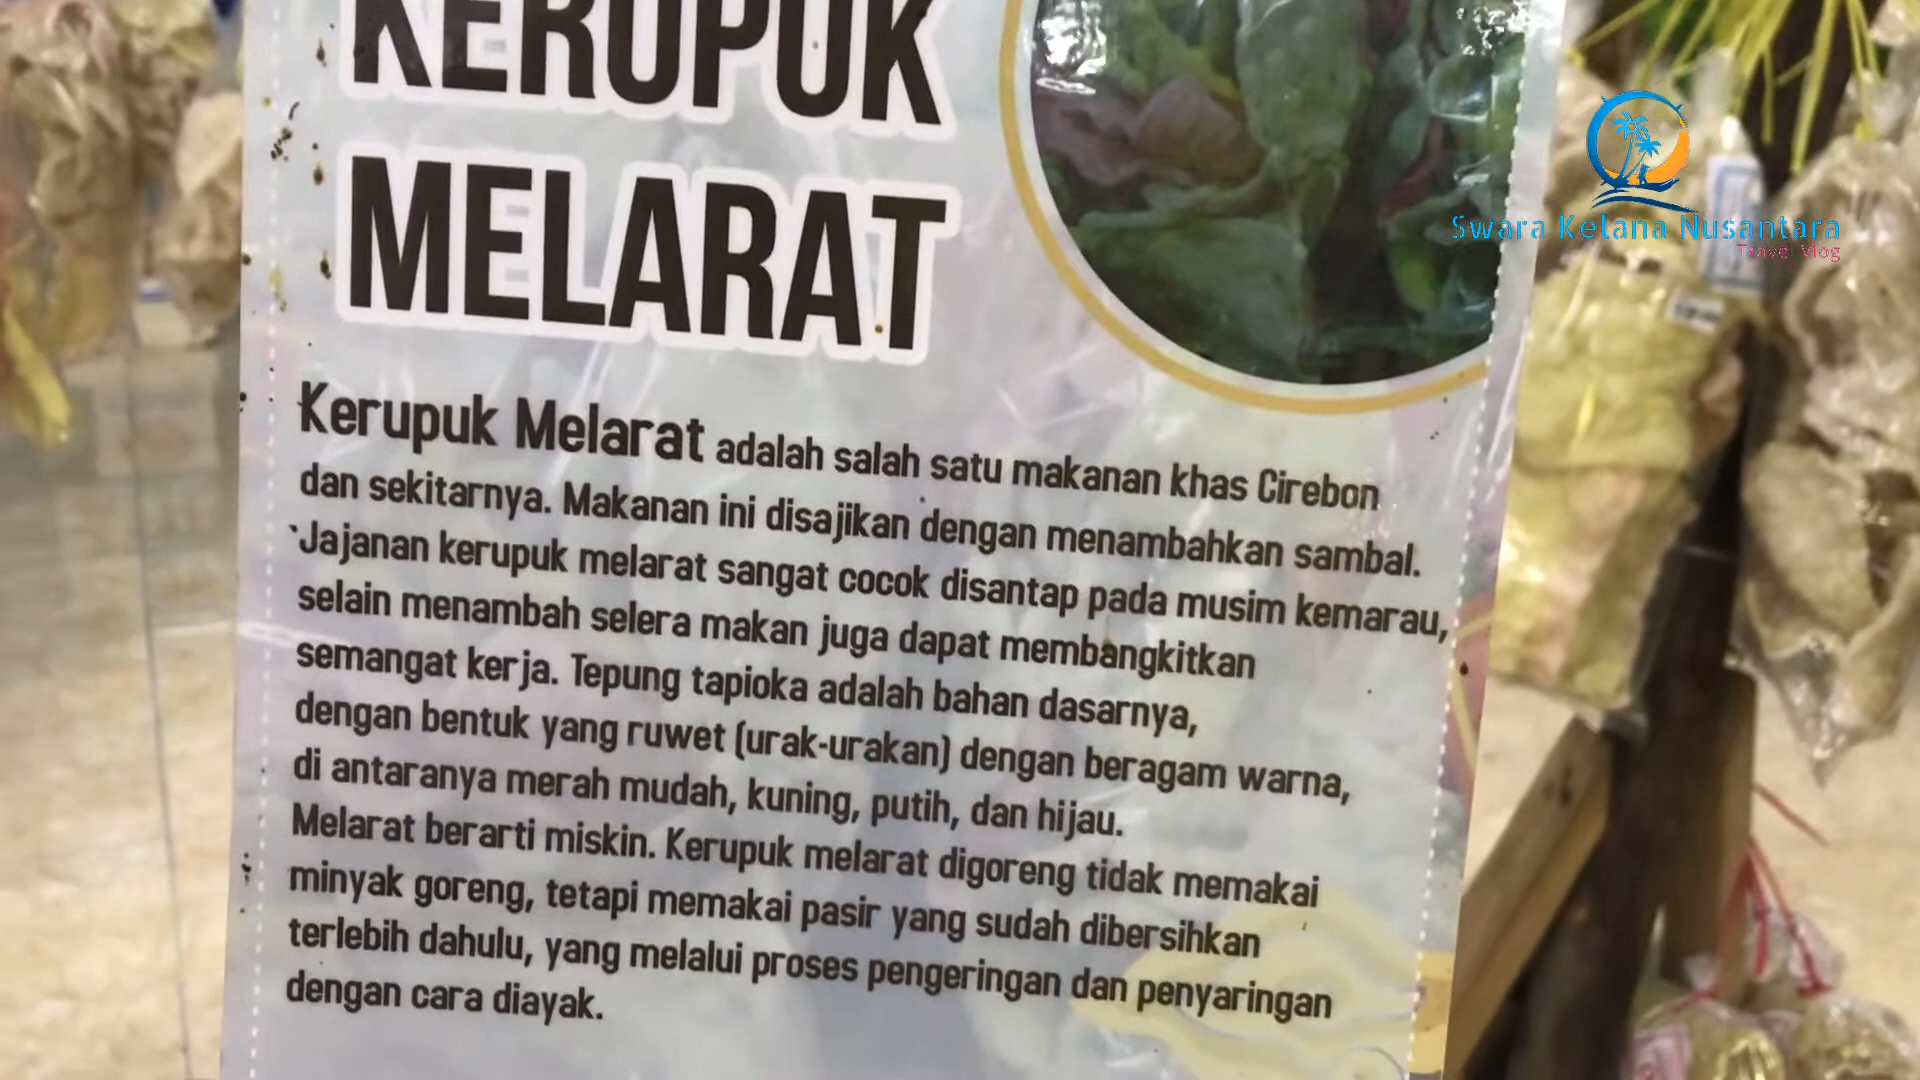 KERUPUK
MELARAT
Swara Kelana Nusantara
Travel Vlog
Kerupuk Melarat adalah salah satu makanan khas Cirebon
dan sekitarnya. Makanan ini disajikan dengan menambahkan sambal.
Jajanan kerupuk melarat sangat cocok disantap pada musim kemarau,
selain menambah selera makan juga dapat membangkitkan
semangat kerja. Tepung tapioka adalah bahan dasarnya,
dengan bentuk yang ruwet (urak-urakan) dengan beragam warna,
di antaranya merah mudah, kuning, putih, dan hijau.
Melarat berarti miskin. Kerupuk melarat digoreng tidak memakai
minyak goreng, tetapi memakai pasir yang sudah dibersihkan
terlebih dahulu, yang melalui proses pengeringan dan penyaringan
dengan cara diayak.